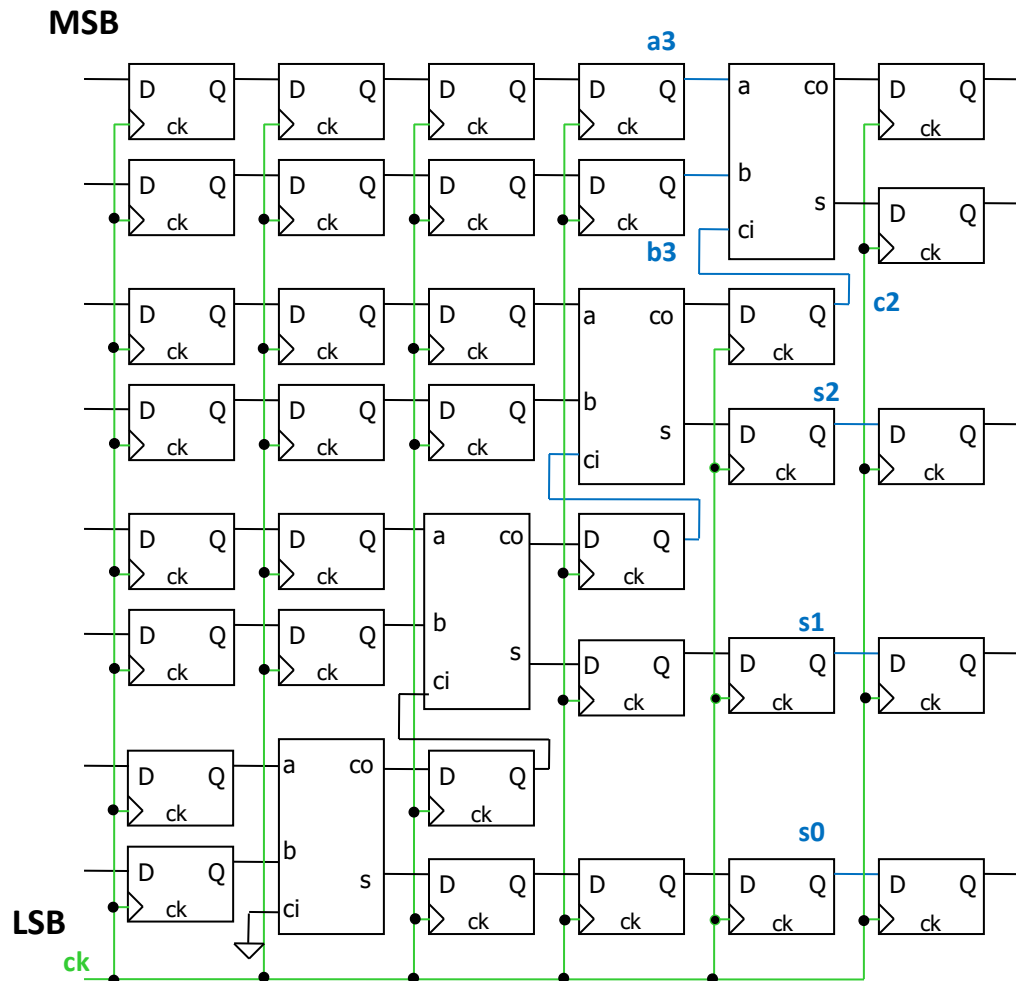 MSB
a3
D Q D Q D Q D Q a co D Q
ck ck ck ck ck
D Q D Q D Q D Q b
s D Q
ck ck ck ck ci ck
b3
c2
D Q D Q D Q a co D Q
ck ck ck ck
s2
D Q D Q D Q b
s D Q D Q
ck ck ck ci ck ck
D Q D Q a co D Q
ck ck ck
s1
D Q D Q b
s D Q D Q D Q
ck ck ci ck ck ck
D Q a co D Q
ck ck
s0
D Q b
s D Q D Q D Q D Q
ck ci ck ck ck ck
LSB
ck